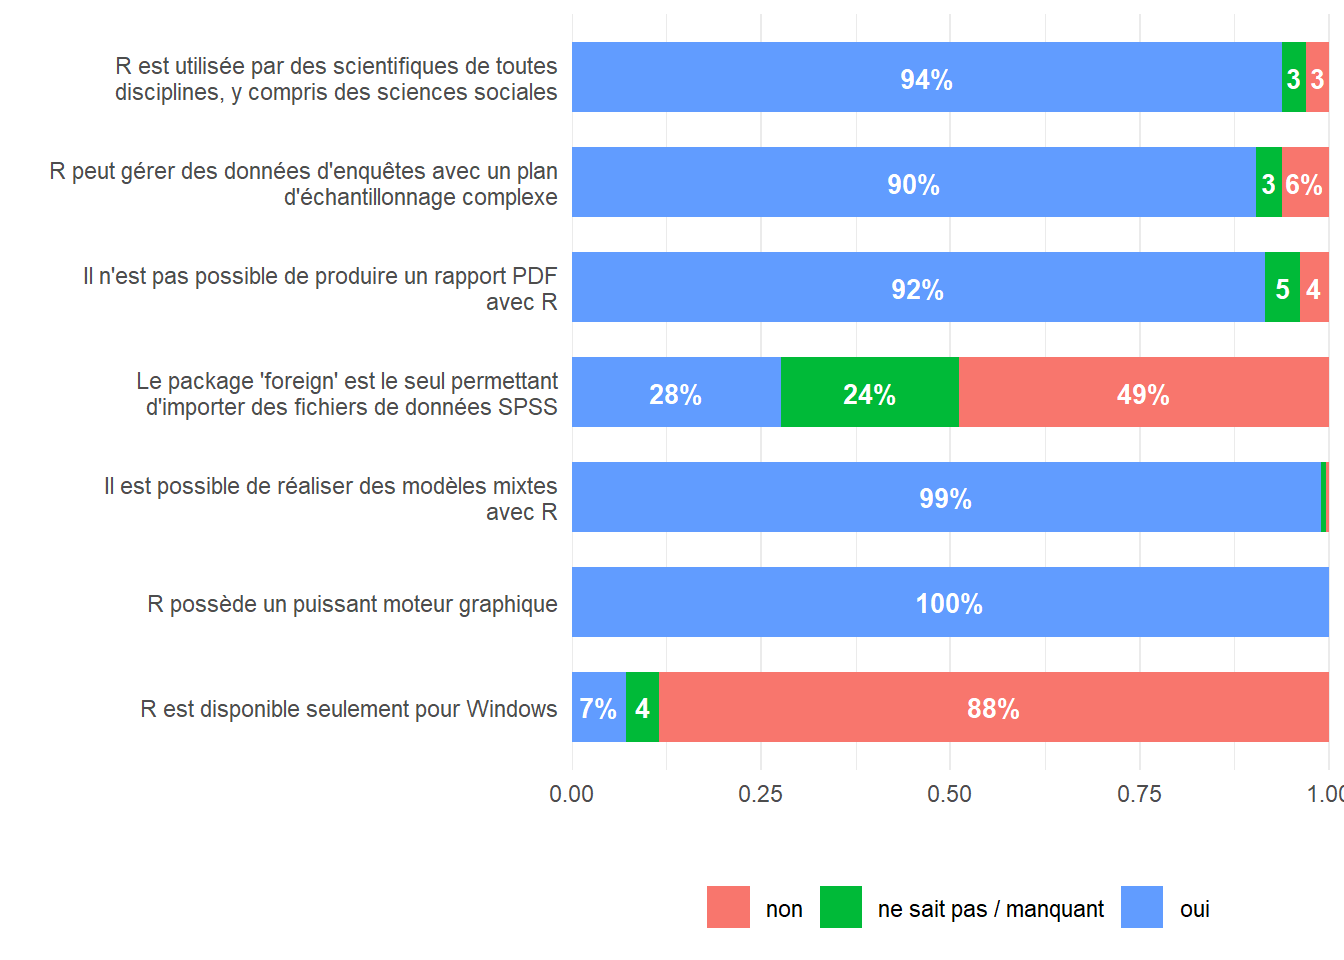 R est utilisée par des scientifiques de toutes
disciplines, y compris des sciences sociales
94%
3
3
R peut gérer des données d'enquêtes avec un plan
d'échantillonnage complexe
90%
3
6%
Il n'est pas possible de produire un rapport PDF
avec R
92%
5
4
Le package 'foreign' est le seul permettant
d'importer des fichiers de données SPSS
28%
24%
49%
Il est possible de réaliser des modèles mixtes
avec R
99%
R possède un puissant moteur graphique
100%
R est disponible seulement pour Windows
7%
4
88%
0.00
0.25
0.50
0.75
1.00
non
ne sait pas / manquant
oui